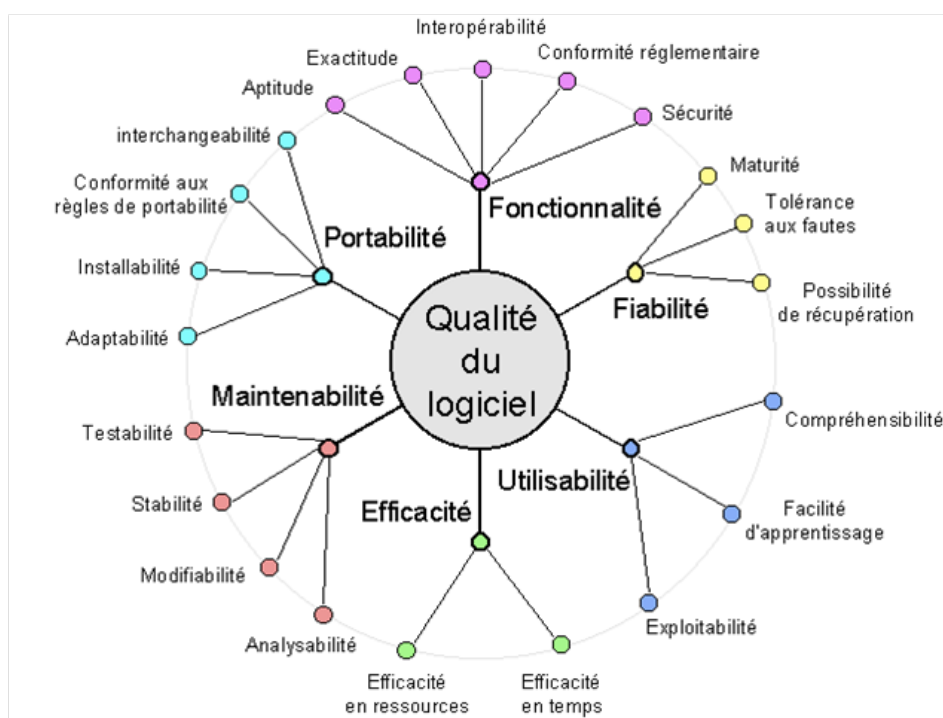 Interopérabilité
Exactitude
Conformité réglementaire
Aptitude
Sécurité
interchangeabilité
Maturité
Conformité aux
règles de portabilité
Tolérance
aux fautes
Fonctionnalité
Portabilité
Installabilité
Possibilité
de récupération
Fiabilité
Adaptabilité
Qualité
du
logiciel
Maintenabilité
Compréhensibilité
Testabilité
Utilisabilité
Stabilité
Efficacité
Facilité
d'apprentissage
Modifiabilité
Exploitabilité
Analysabilité
Efficacité
en ressources
Efficacité
en temps